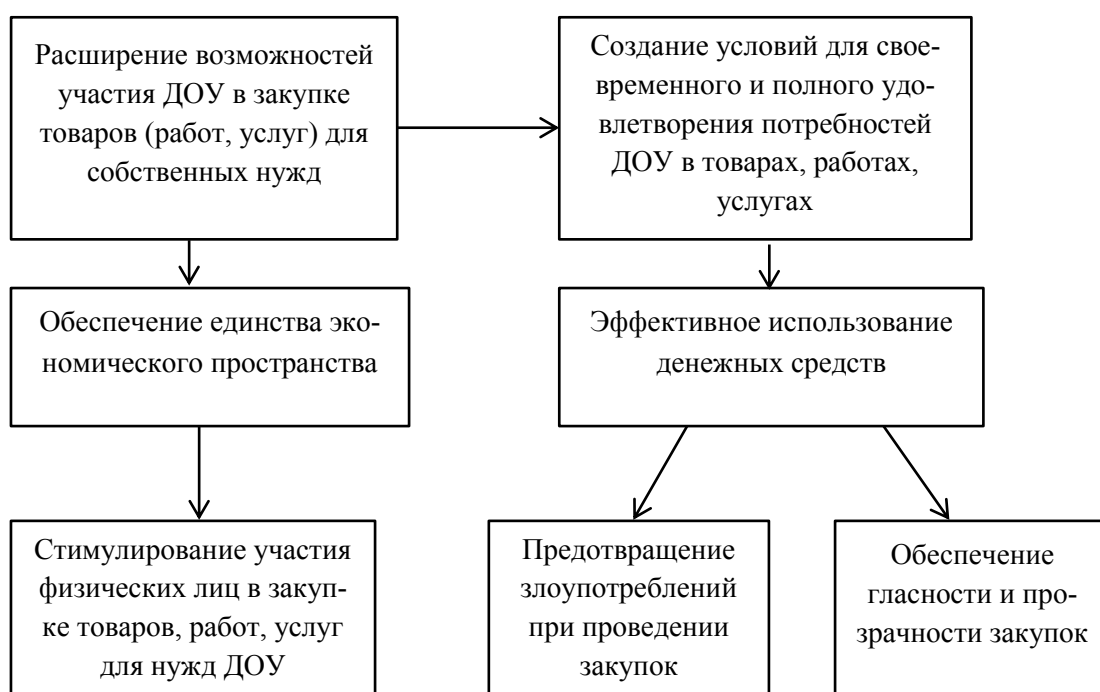 Расширение возможностей
участия ДОУ в закупке
товаров (работ, услуг) для
собственных нужд
Создание условий для свое-
временного и полного удо-
влетворения потребностей
ДОУ в товарах, работах,
услугах
Обеспечение единства эко-
номического пространства
Эффективное использование
денежных средств
Стимулирование участия
физических лиц в закуп-
ке товаров, работ, услуг
для нужд ДОУ
Предотвращение
злоупотреблений
при проведении
закупок
Обеспечение
гласности и про-
зрачности закупок